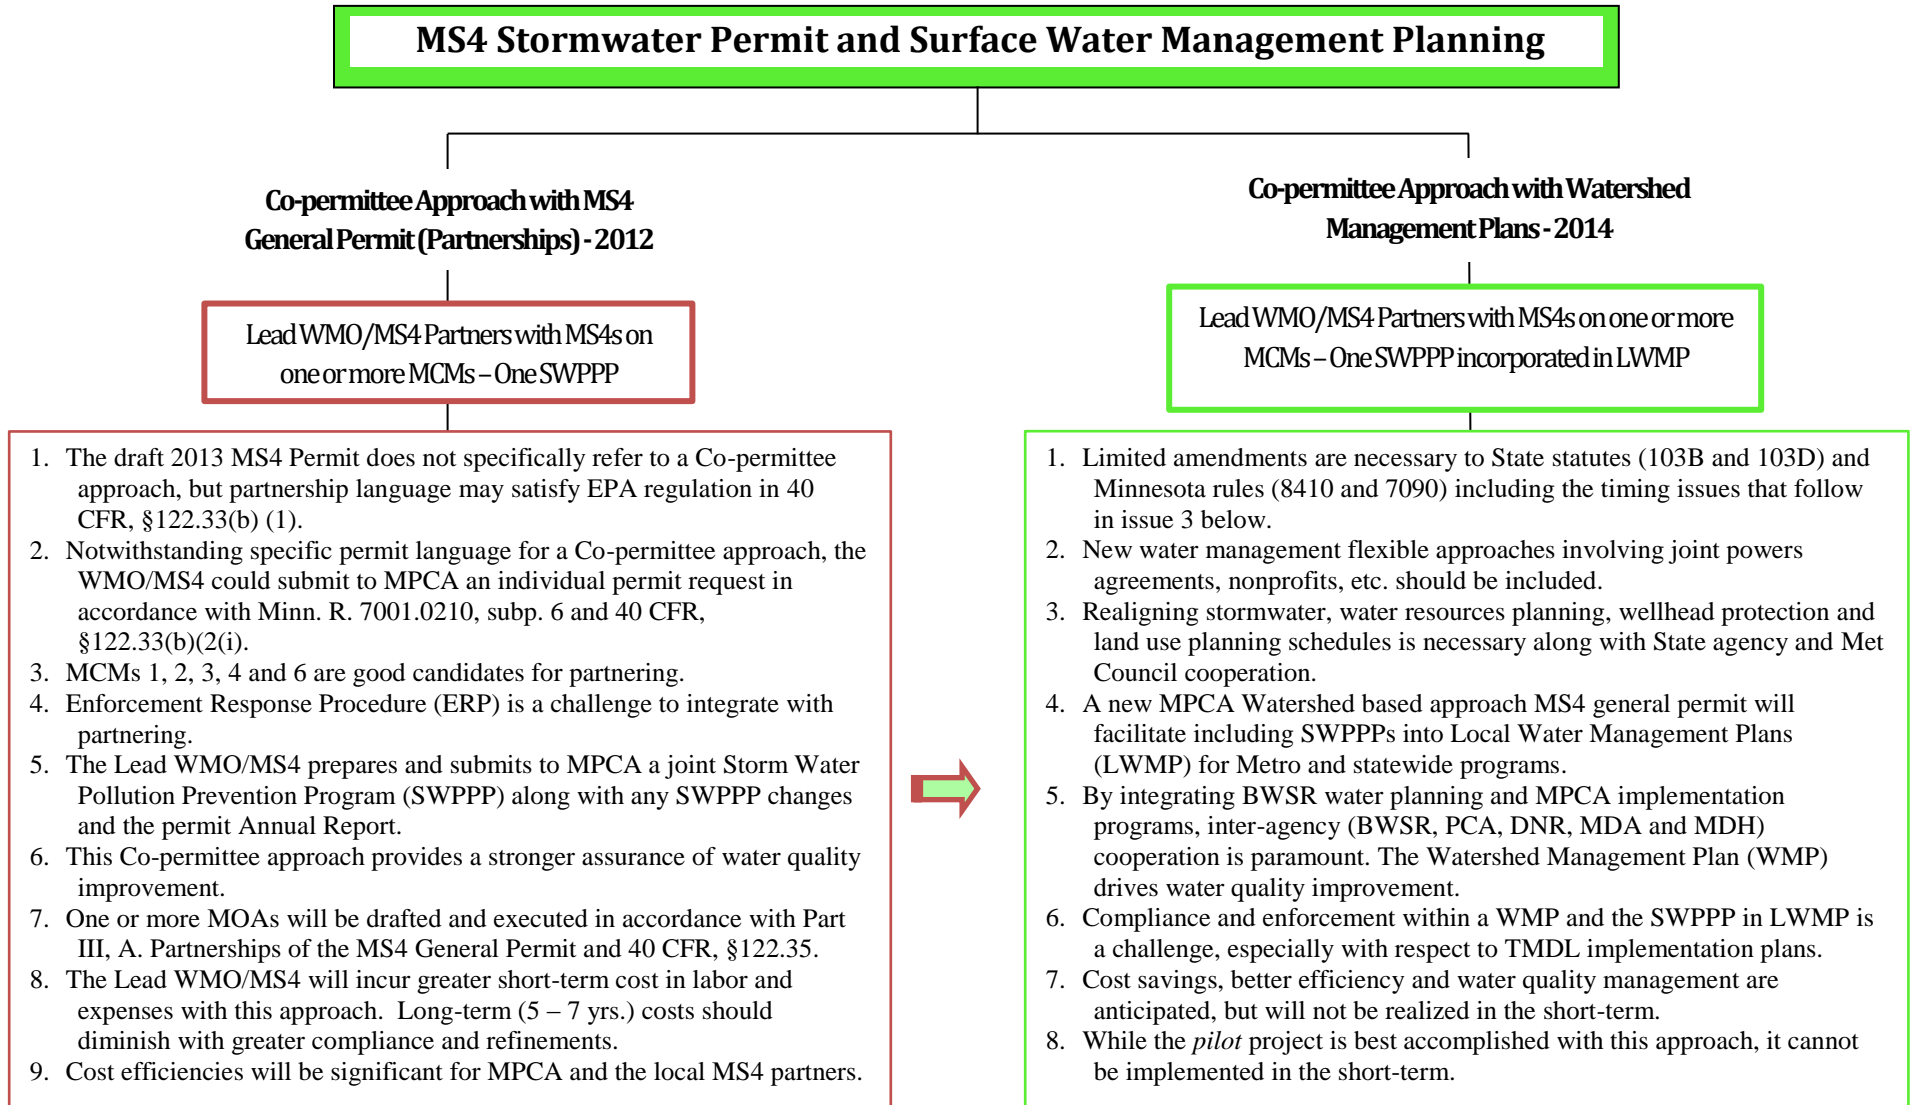 MS4 Stormwater Permit and Surface Water Management Planning
Co-permittee Approach with MS4
General Permit (Partnerships) - 2012
Lead WMO/MS4 Partners with MS4s on
one or more MCMs – One SWPPP
1. The draft 2013 MS4 Permit does not specifically refer to a Co-permittee
approach, but partnership language may satisfy EPA regulation in 40
CFR, §122.33(b) (1).
2. Notwithstanding specific permit language for a Co-permittee approach, the
WMO/MS4 could submit to MPCA an individual permit request in
accordance with Minn. R. 7001.0210, subp. 6 and 40 CFR,
§122.33(b)(2(i).
3. MCMs 1, 2, 3, 4 and 6 are good candidates for partnering.
4. Enforcement Response Procedure (ERP) is a challenge to integrate with
partnering.
5. The Lead WMO/MS4 prepares and submits to MPCA a joint Storm Water
Pollution Prevention Program (SWPPP) along with any SWPPP changes
and the permit Annual Report.
6. This Co-permittee approach provides a stronger assurance of water quality
improvement.
7. One or more MOAs will be drafted and executed in accordance with Part
III, A. Partnerships of the MS4 General Permit and 40 CFR, §122.35.
8. The Lead WMO/MS4 will incur greater short-term cost in labor and
expenses with this approach. Long-term (5 – 7 yrs.) costs should
diminish with greater compliance and refinements.
9. Cost efficiencies will be significant for MPCA and the local MS4 partners.
Co-permittee Approach with Watershed
Management Plans - 2014
Lead WMO/MS4 Partners with MS4s on one or more
MCMs – One SWPPP incorporated in LWMP
1. Limited amendments are necessary to State statutes (103B and 103D) and
Minnesota rules (8410 and 7090) including the timing issues that follow
in issue 3 below.
2. New water management flexible approaches involving joint powers
agreements, nonprofits, etc. should be included.
3. Realigning stormwater, water resources planning, wellhead protection and
land use planning schedules is necessary along with State agency and Met
Council cooperation.
4. A new MPCA Watershed based approach MS4 general permit will
facilitate including SWPPPs into Local Water Management Plans
(LWMP) for Metro and statewide programs.
5. By integrating BWSR water planning and MPCA implementation
programs, inter-agency (BWSR, PCA, DNR, MDA and MDH)
cooperation is paramount. The Watershed Management Plan (WMP)
drives water quality improvement.
6. Compliance and enforcement within a WMP and the SWPPP in LWMP is
a challenge, especially with respect to TMDL implementation plans.
7. Cost savings, better efficiency and water quality management are
anticipated, but will not be realized in the short-term.
8. While the pilot project is best accomplished with this approach, it cannot
be implemented in the short-term.